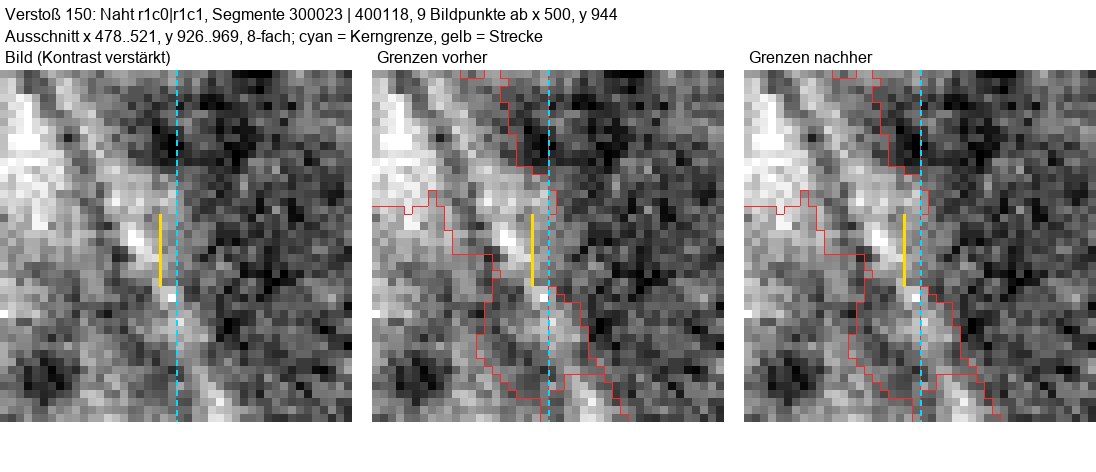 Verstoß 150: Naht r1c0|r1c1, Segmente 300023 | 400118, 9 Bildpunkte ab x 500, y 944
Ausschnitt x 478..521, y 926..969, 8-fach; cyan = Kerngrenze, gelb = Strecke
Bild (Kontrast verstärkt)
Grenzen vorher
Grenzen nachher